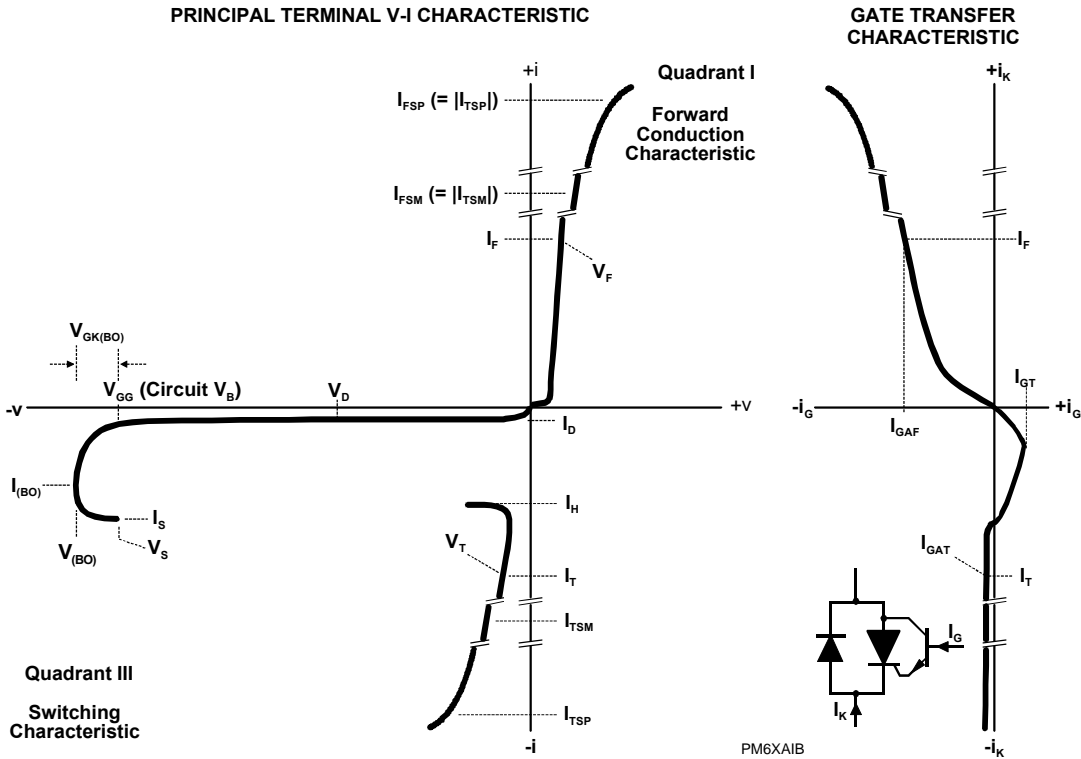 PRINCIPAL TERMINAL V-I CHARACTERISTIC
GATE TRANSFER
CHARACTERISTIC
+i
Quadrant I
+iK
IFSP (= |ITSP|)
Forward
Conduction
Characteristic
IFSM (= |ITSM|)
IF
VF
IF
VGK(BO)
VGG (Circuit VB)
VD
IGT
-v
+v
-iG
+iG
ID
IGAF
I(BO)
IH
IS
V(BO)
VS
VT
IT
IGAT
IT
ITSM
IG
Quadrant III
Switching
Characteristic
ITSP
IK
-i
PM6XAIB
-iK